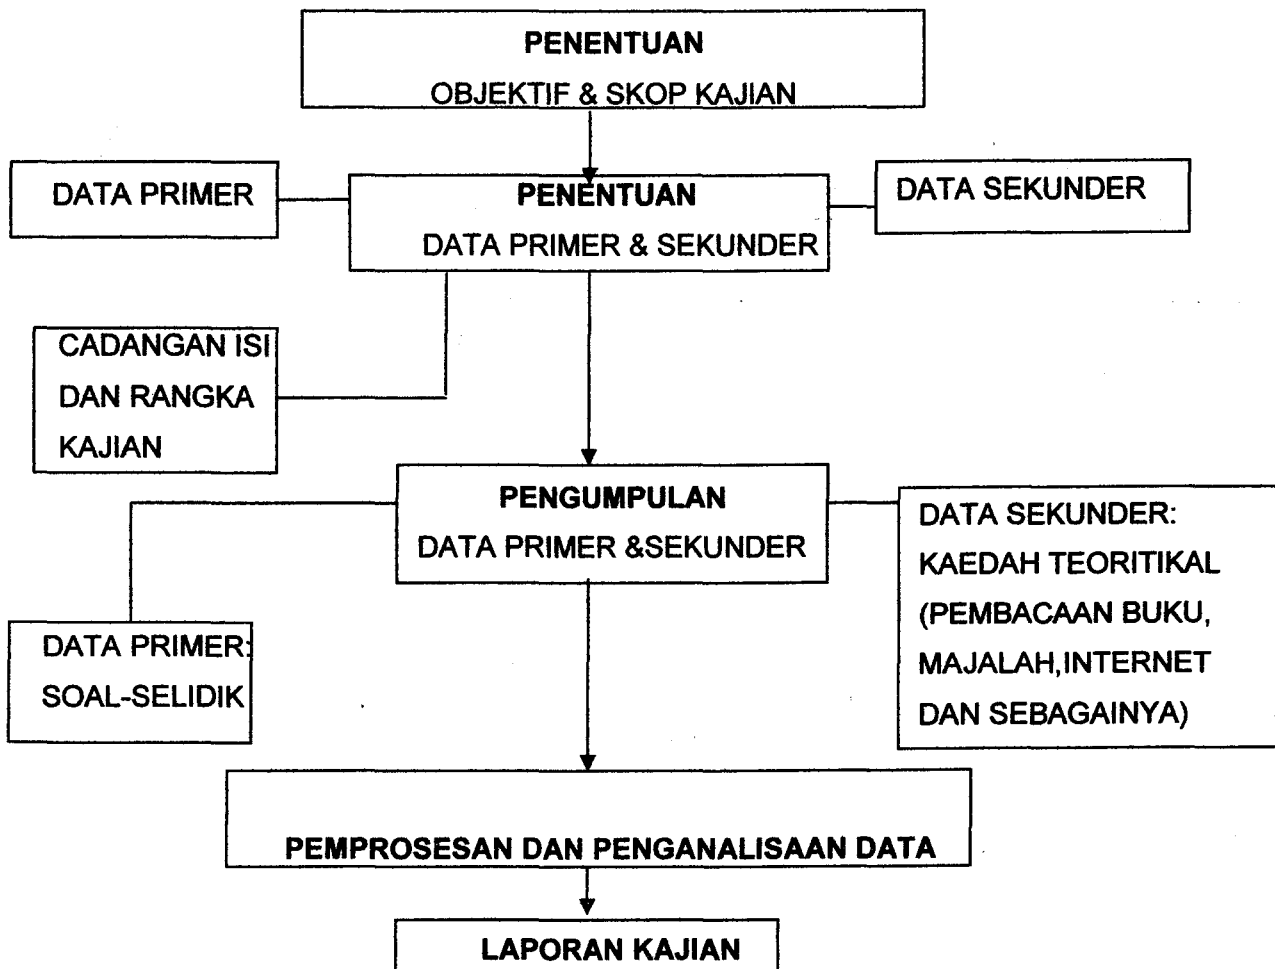 PENENTUAN
OBJEKTIF & SKOP KAJIAN
DATA PRIMER
PENENTUAN
DATA PRIMER & SEKUNDER
DATA SEKUNDER
CADANGAN ISI
DAN RANGKA
KAJIAN
PENGUMPULAN
DATA PRIMER &SEKUNDER
DATA PRIMER:
SOAL-SELIDIK
DATA SEKUNDER:
KAEDAH TEORITIKAL
(PEMBACAAN BUKU,
MAJALAH,INTERNET
DAN SEBAGAINYA)
PEMPROSESAN DAN PENGANALISAAN DATA
LAPORAN KAJIAN